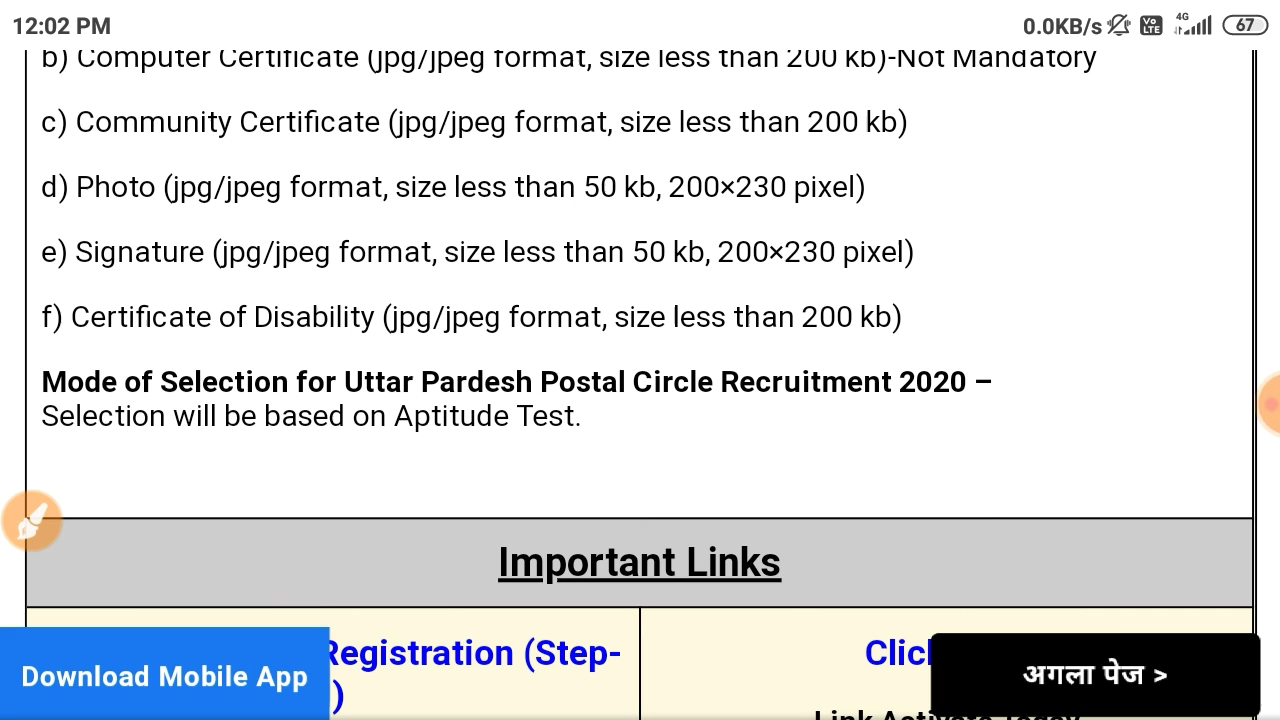 12:02 PM
0.0KB/s
Vo LTE
4G
67
b) Computer Certificate (jpg/jpeg format, size less than 200 kb)-Not Mandatory
c) Community Certificate (jpg/jpeg format, size less than 200 kb)
d) Photo (jpg/jpeg format, size less than 50 kb, 200×230 pixel)
e) Signature (jpg/jpeg format, size less than 50 kb, 200×230 pixel)
f) Certificate of Disability (jpg/jpeg format, size less than 200 kb)
Mode of Selection for Uttar Pardesh Postal Circle Recruitment 2020 –
Selection will be based on Aptitude Test.
Important Links
Registration (Step-
)
Download Mobile App
अगला पेज >